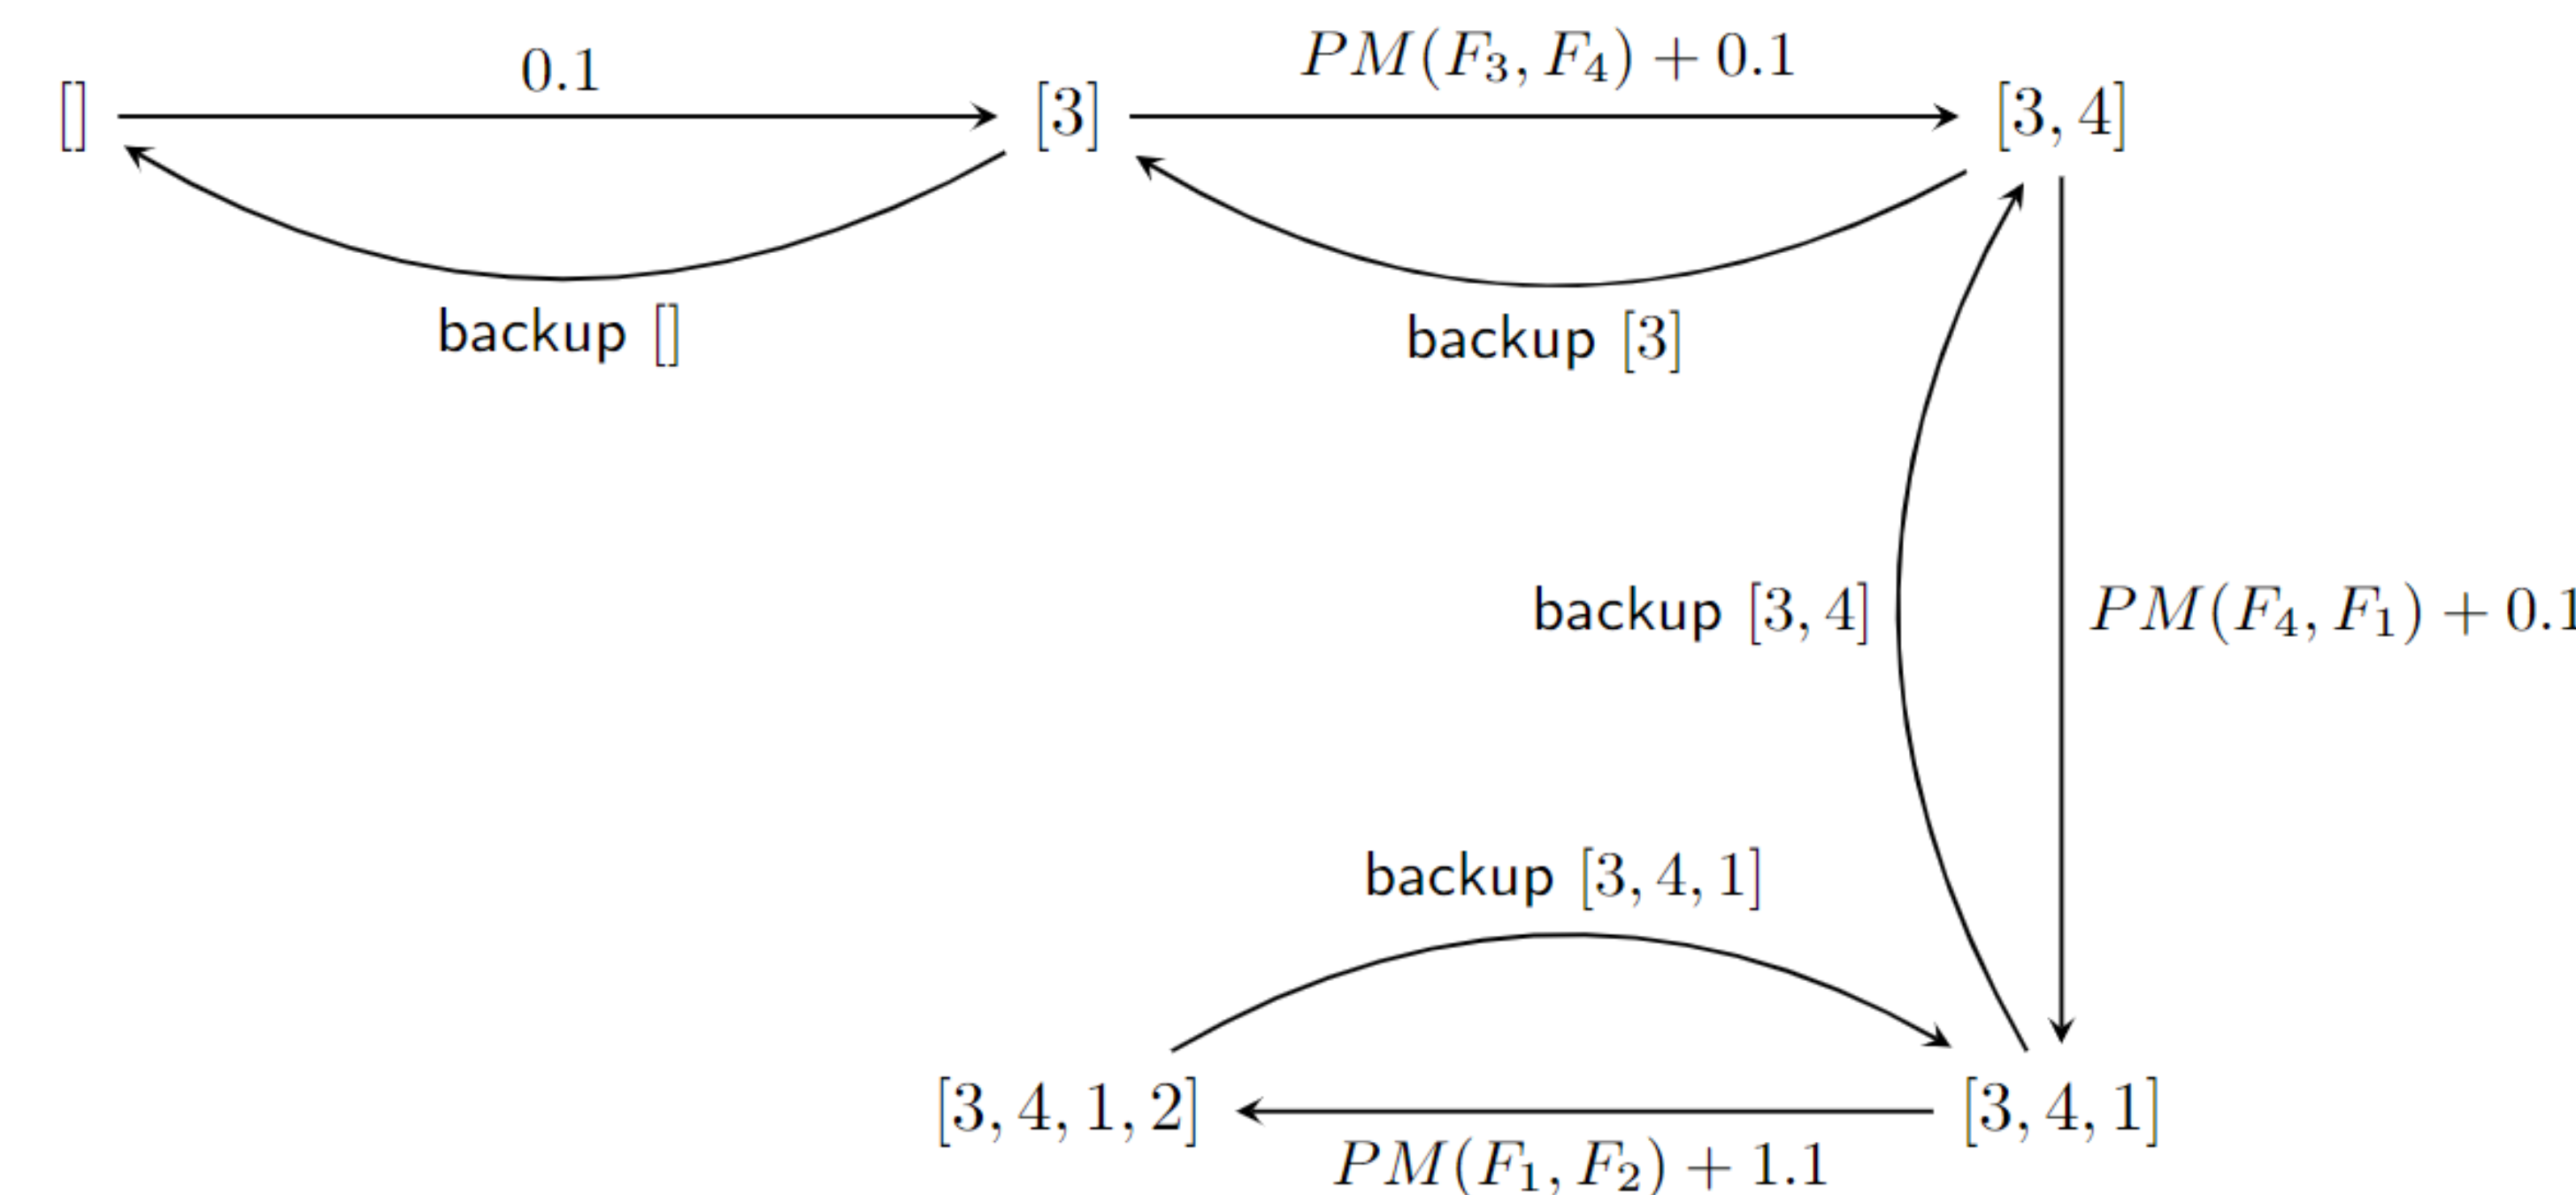 0.1
PM(F₃, F₄) + 0.1
[] [3] [3, 4]
backup []
backup [3]
backup [3, 4]
PM(F₄, F₁) + 0.1
backup [3, 4, 1]
[3, 4, 1, 2] [3, 4, 1]
PM(F₁, F₂) + 1.1